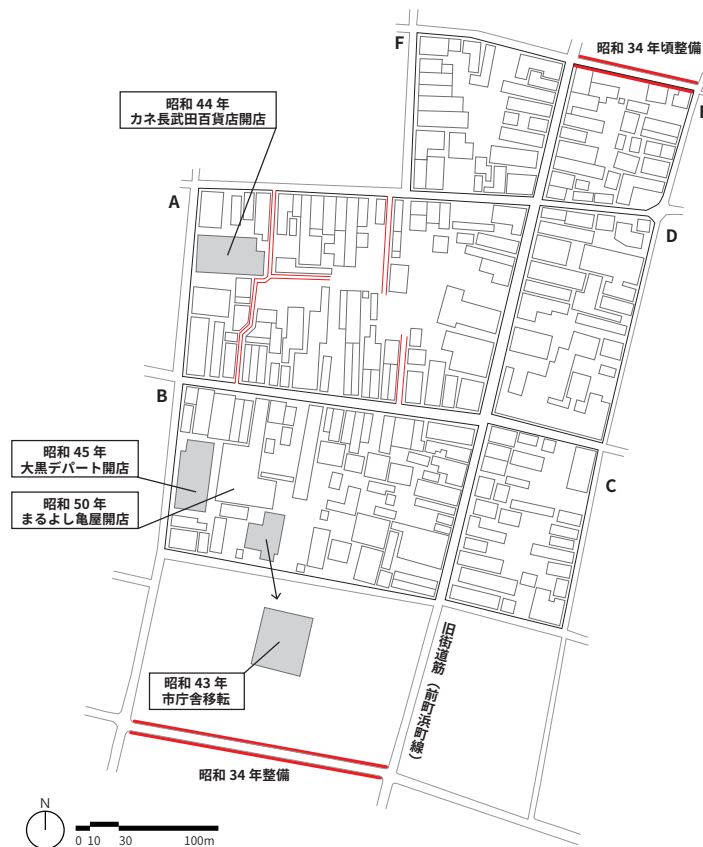 F
昭和 34 年頃整備
E
昭和 44 年
カネ長武田百貨店開店
A
D
B
昭和 45 年
大黒デパート開店
C
昭和 50 年
まるよし亀屋開店
旧街道筋（前町浜町線）
昭和 43 年
市庁舎移転
昭和 34 年整備
N
0 10 30 100m